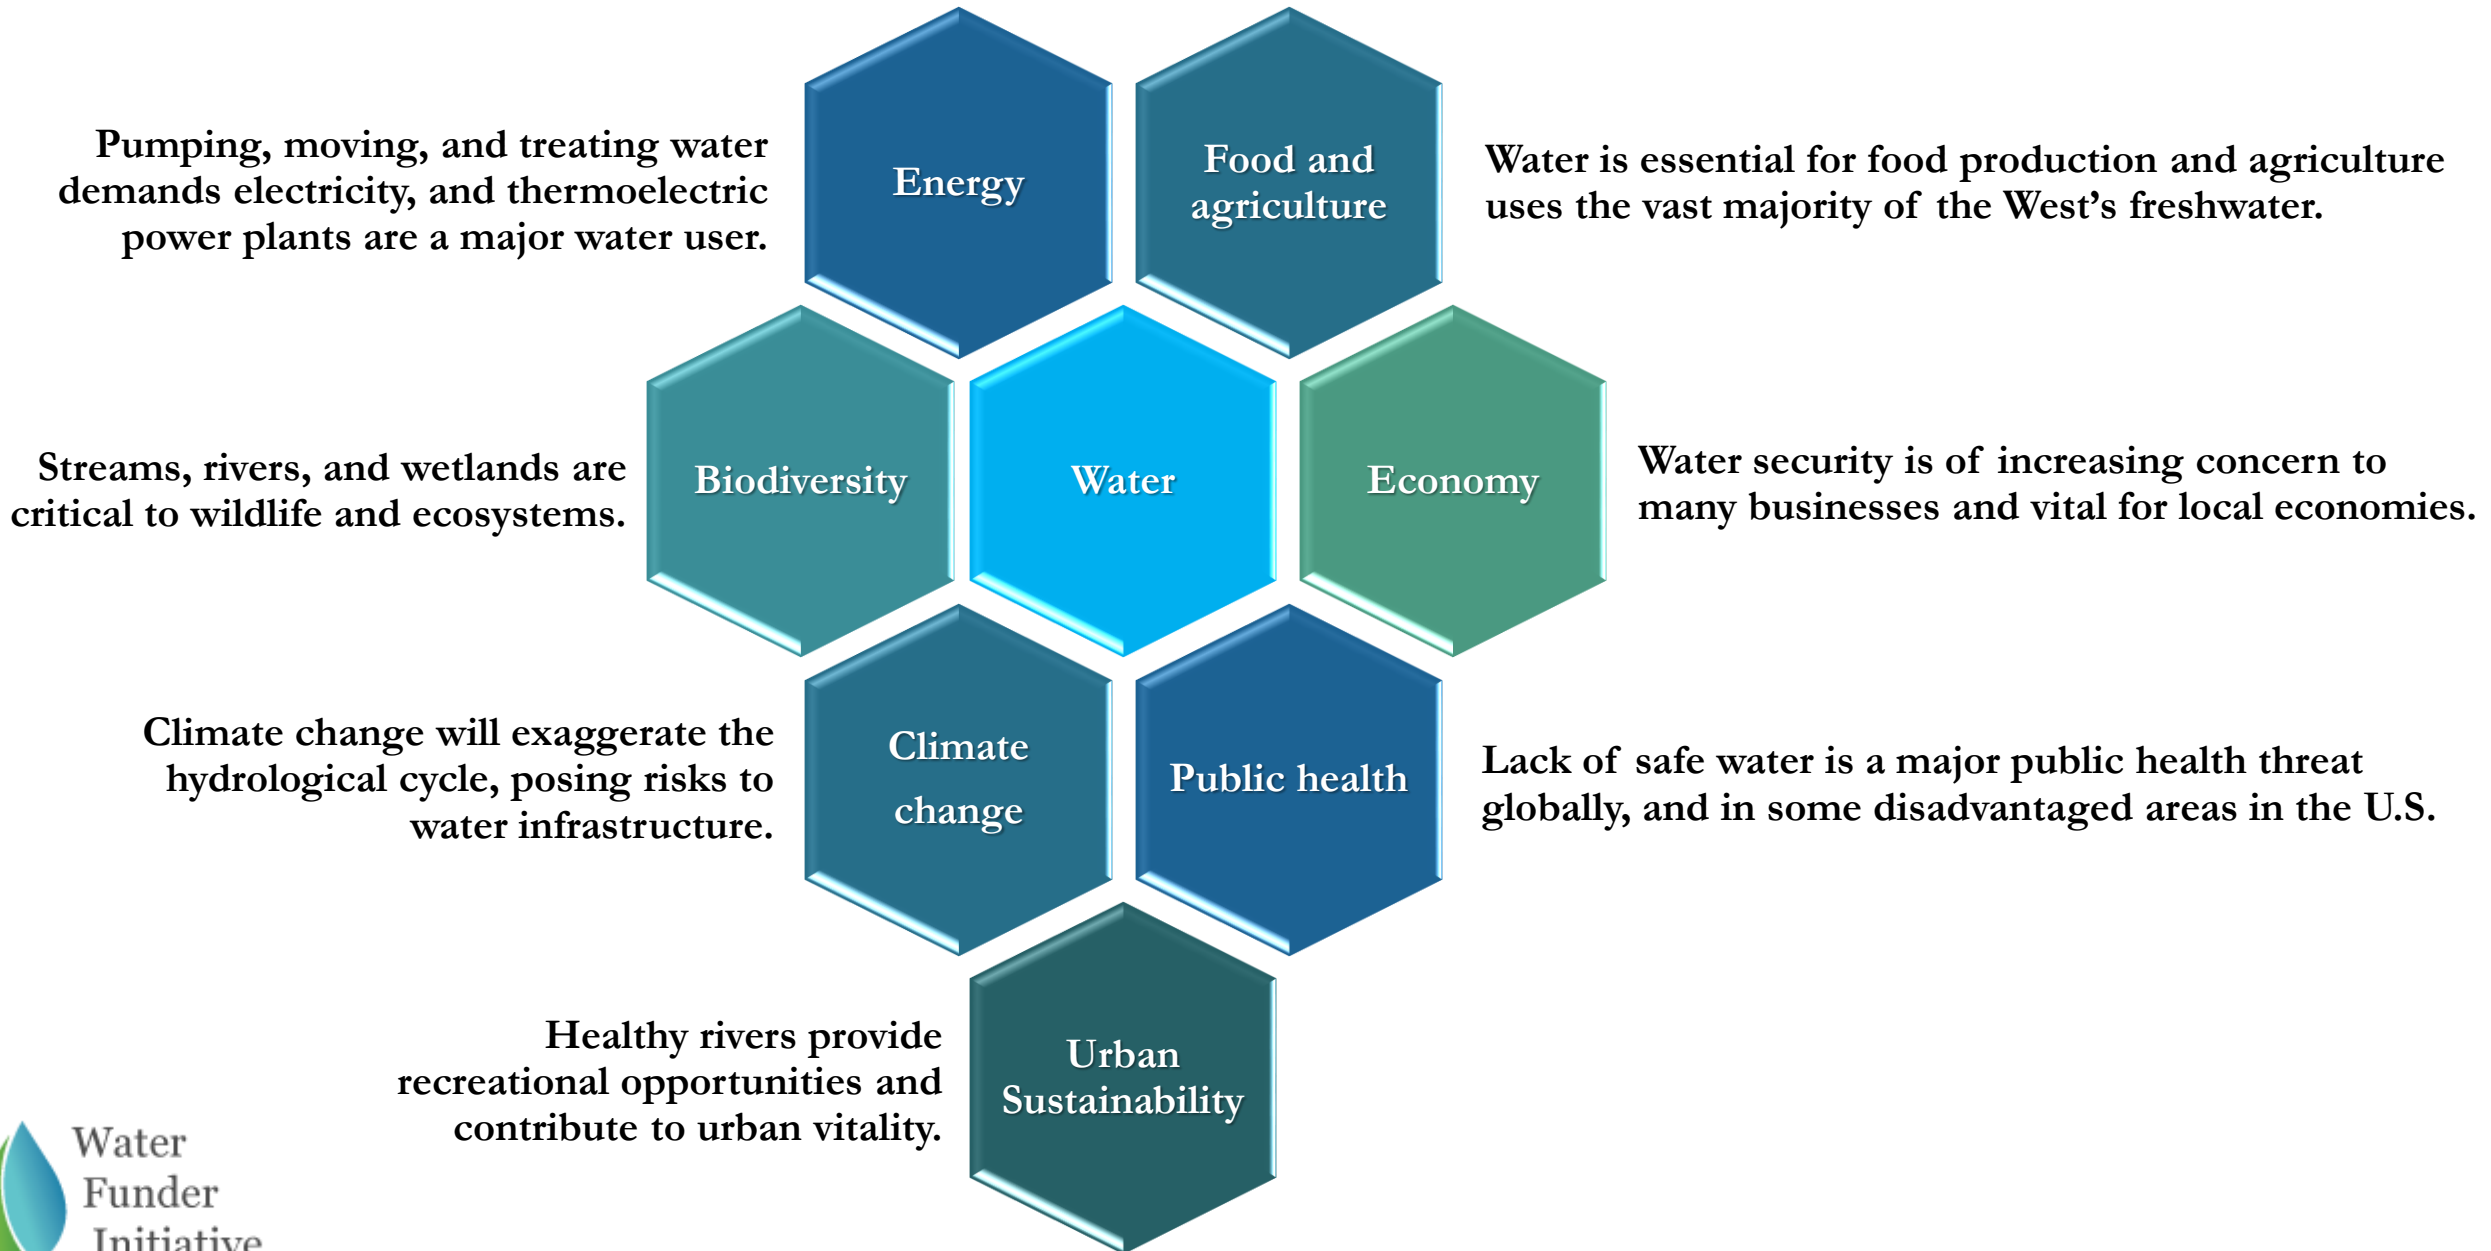 Pumping, moving, and treating water
demands electricity, and thermoelectric
power plants are a major water user.
Energy
Food and
agriculture
Water is essential for food production and agriculture
uses the vast majority of the West’s freshwater.
Streams, rivers, and wetlands are
critical to wildlife and ecosystems.
Biodiversity
Water
Economy
Water security is of increasing concern to
many businesses and vital for local economies.
Climate change will exaggerate the
hydrological cycle, posing risks to
water infrastructure.
Climate
change
Public health
Lack of safe water is a major public health threat
globally, and in some disadvantaged areas in the U.S.
Healthy rivers provide
recreational opportunities and
contribute to urban vitality.
Urban
Sustainability
Water
Funder
Initiative